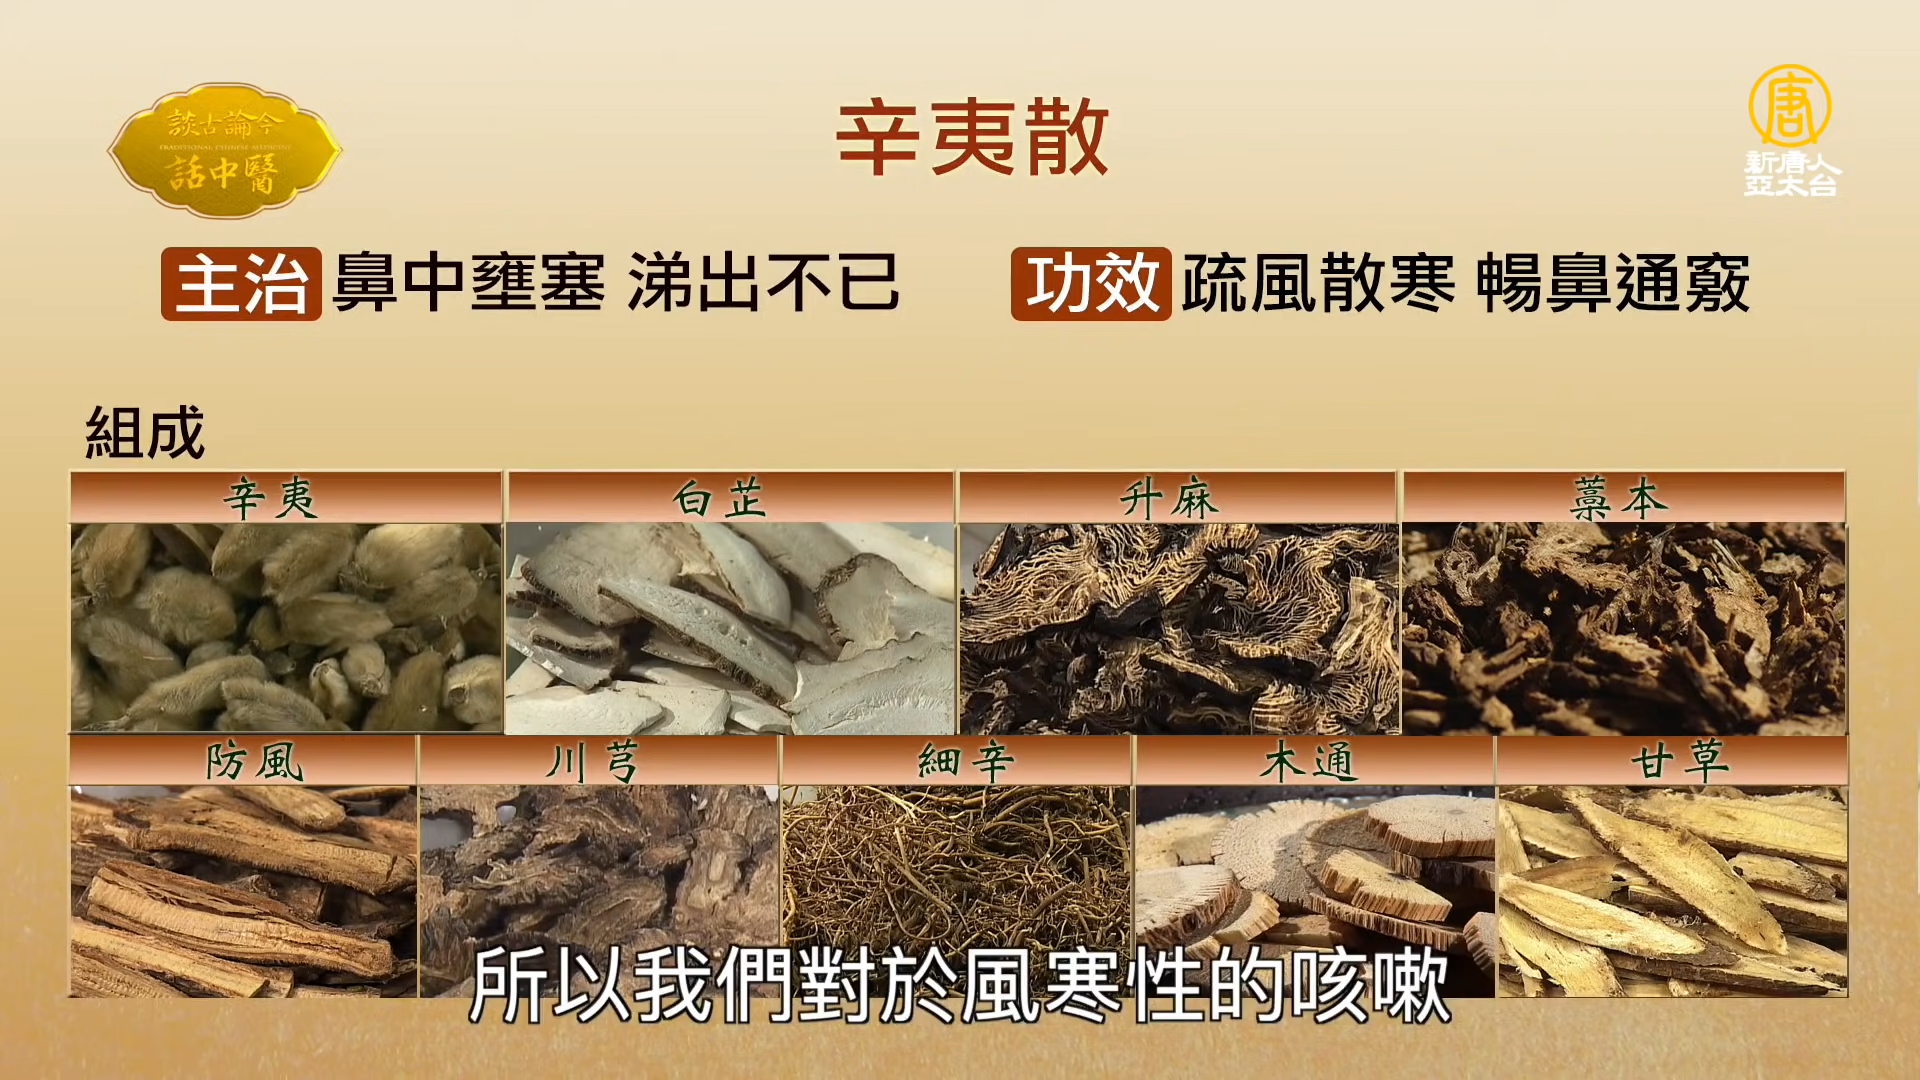 談古論今
TRADITIONAL CHINESE MEDICINE
話中醫
辛夷散
新唐人
亞太台
主治 鼻中壅塞 涕出不已
功效 疏風散寒 暢鼻通竅
組成
辛夷 白芷 升麻 藁本
防風 川芎 細辛 木通 甘草
所以我們對於風寒性的咳嗽